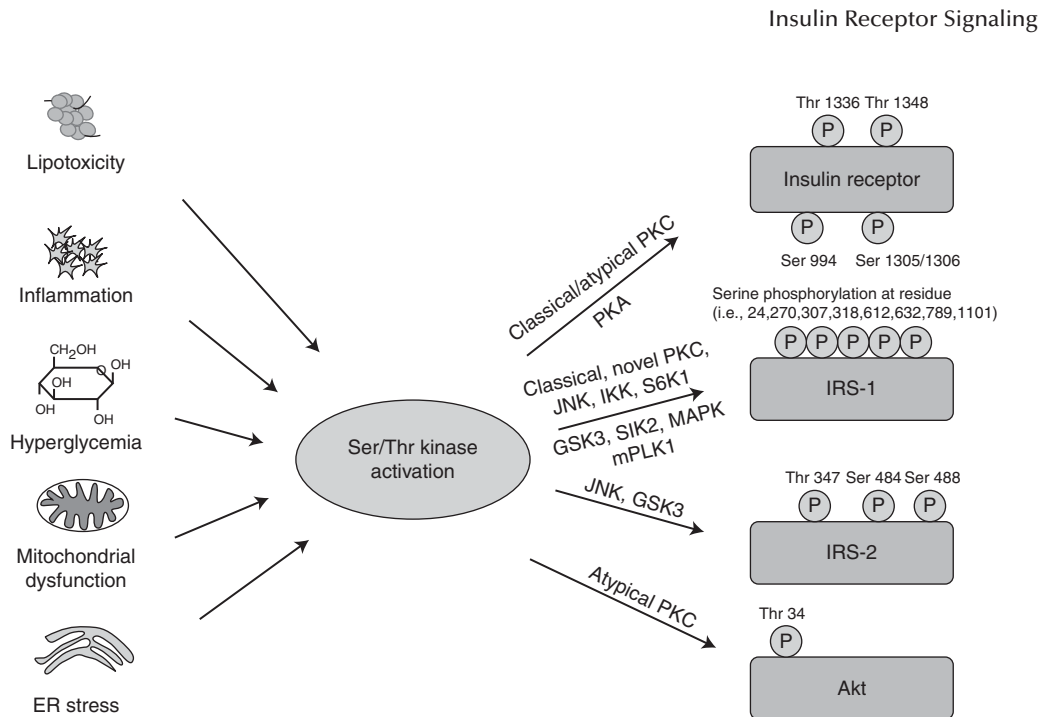 Insulin Receptor Signaling
Lipotoxicity
Inflammation
CH2OH
O
OH
OH
OH
OH
Hyperglycemia
Mitochondrial
dysfunction
ER stress
Ser/Thr kinase
activation
Classical/atypical PKC
PKA
Classical, novel PKC,
JNK, IKK, S6K1
GSK3, SIK2, MAPK
mPLK1
JNK, GSK3
Atypical PKC
Thr 1336 Thr 1348
P P
Insulin receptor
P P
Ser 994 Ser 1305/1306
Serine phosphorylation at residue
(i.e., 24,270,307,318,612,632,789,1101)
P P P P P
IRS-1
Thr 347 Ser 484 Ser 488
P P P
IRS-2
Thr 34
P
Akt